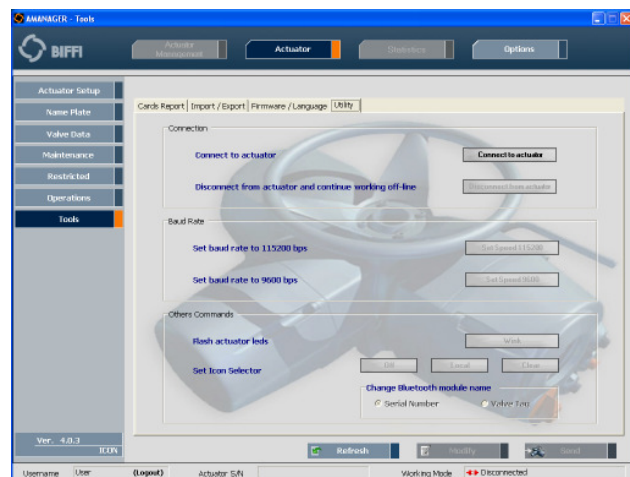 AMANAGER - Tools
BIFFI
Actuator Management
Actuator
Statistics
Options
Actuator Setup
Name Plate
Valve Data
Maintenance
Restricted
Operations
Tools
Cards Report Import / Export Firmware / Language Utility
Connection
Connect to actuator Connect to actuator
Disconnect from actuator and continue working off-line Disconnect from actuator
Baud Rate
Set baud rate to 115200 bps Set Speed 115200
Set baud rate to 9600 bps Set Speed 9600
Others Commands
Flash actuator leds Wink
Set Icon Selector Off Local Clear
Change Bluetooth module name
Serial Number Valve Tag
Ver. 4.0.3
ICON
Refresh Modify Send
Username User (Logout) Actuator S/N Working Mode Disconnected